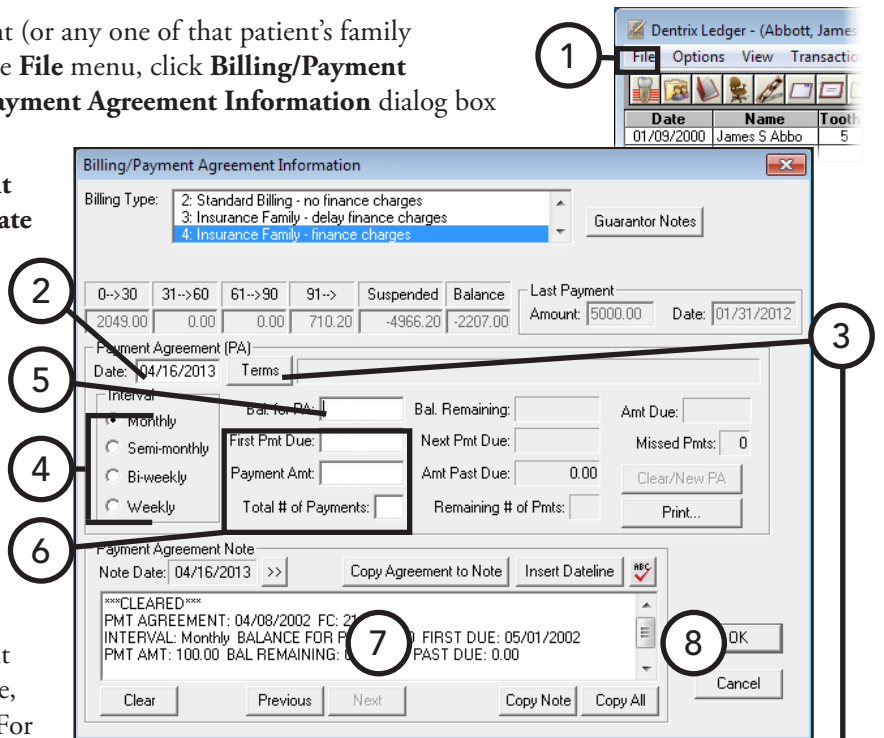 nt (or any one of that patient's family
e File menu, click Billing/Payment
ayment Agreement Information dialog box
nt
ate
1
Dentrix Ledger - (Abbott, James
File Options View Transactio
Date Name Tooth
01/09/2000 James S Abbo 5
Billing/Payment Agreement Information
Billing Type:
2: Standard Billing - no finance charges
3: Insurance Family - delay finance charges
4: Insurance Family - finance charges
Guarantor Notes
2
0-->30 31-->60 61-->90 91--> Suspended Balance
2049.00 0.00 0.00 710.20 -4966.20 -2207.00
Last Payment
Amount: 5000.00 Date: 01/31/2012
3
Payment Agreement (PA)
Date: 04/16/2013 Terms
5
Interval
Monthly
Semi-monthly
Bi-weekly
Weekly
4
Bal. for PA:
First Pmt Due:
Payment Amt:
Total # of Payments:
6
Bal. Remaining:
Next Pmt Due:
Amt Past Due: 0.00
Remaining # of Pmts:
Amt Due:
Missed Pmts: 0
Clear/New PA
Print...
Payment Agreement Note
Note Date: 04/16/2013 >> Copy Agreement to Note Insert Dateline ABC
***CLEARED***
PMT AGREEMENT: 04/08/2002 FC: 21
INTERVAL: Monthly BALANCE FOR P FIRST DUE: 05/01/2002
PMT AMT: 100.00 BAL REMAINING: PAST DUE: 0.00
7
8
OK
Cancel
Clear Previous Next Copy Note Copy All
nt
e,
For